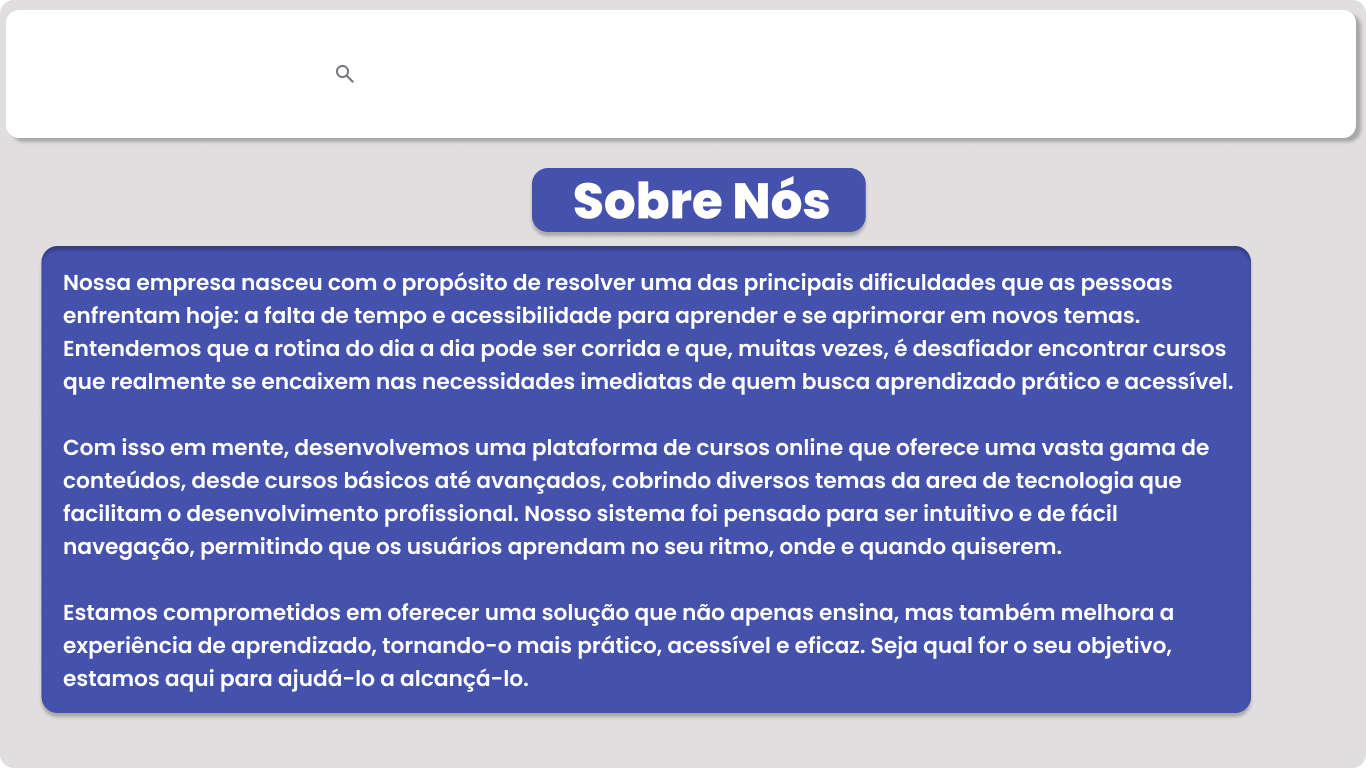 Sobre Nós
Nossa empresa nasceu com o propósito de resolver uma das principais dificuldades que as pessoas
enfrentam hoje: a falta de tempo e acessibilidade para aprender e se aprimorar em novos temas.
Entendemos que a rotina do dia a dia pode ser corrida e que, muitas vezes, é desafiador encontrar cursos
que realmente se encaixem nas necessidades imediatas de quem busca aprendizado prático e acessível.
Com isso em mente, desenvolvemos uma plataforma de cursos online que oferece uma vasta gama de
conteúdos, desde cursos básicos até avançados, cobrindo diversos temas da area de tecnologia que
facilitam o desenvolvimento profissional. Nosso sistema foi pensado para ser intuitivo e de fácil
navegação, permitindo que os usuários aprendam no seu ritmo, onde e quando quiserem.
Estamos comprometidos em oferecer uma solução que não apenas ensina, mas também melhora a
experiência de aprendizado, tornando-o mais prático, acessível e eficaz. Seja qual for o seu objetivo,
estamos aqui para ajudá-lo a alcançá-lo.